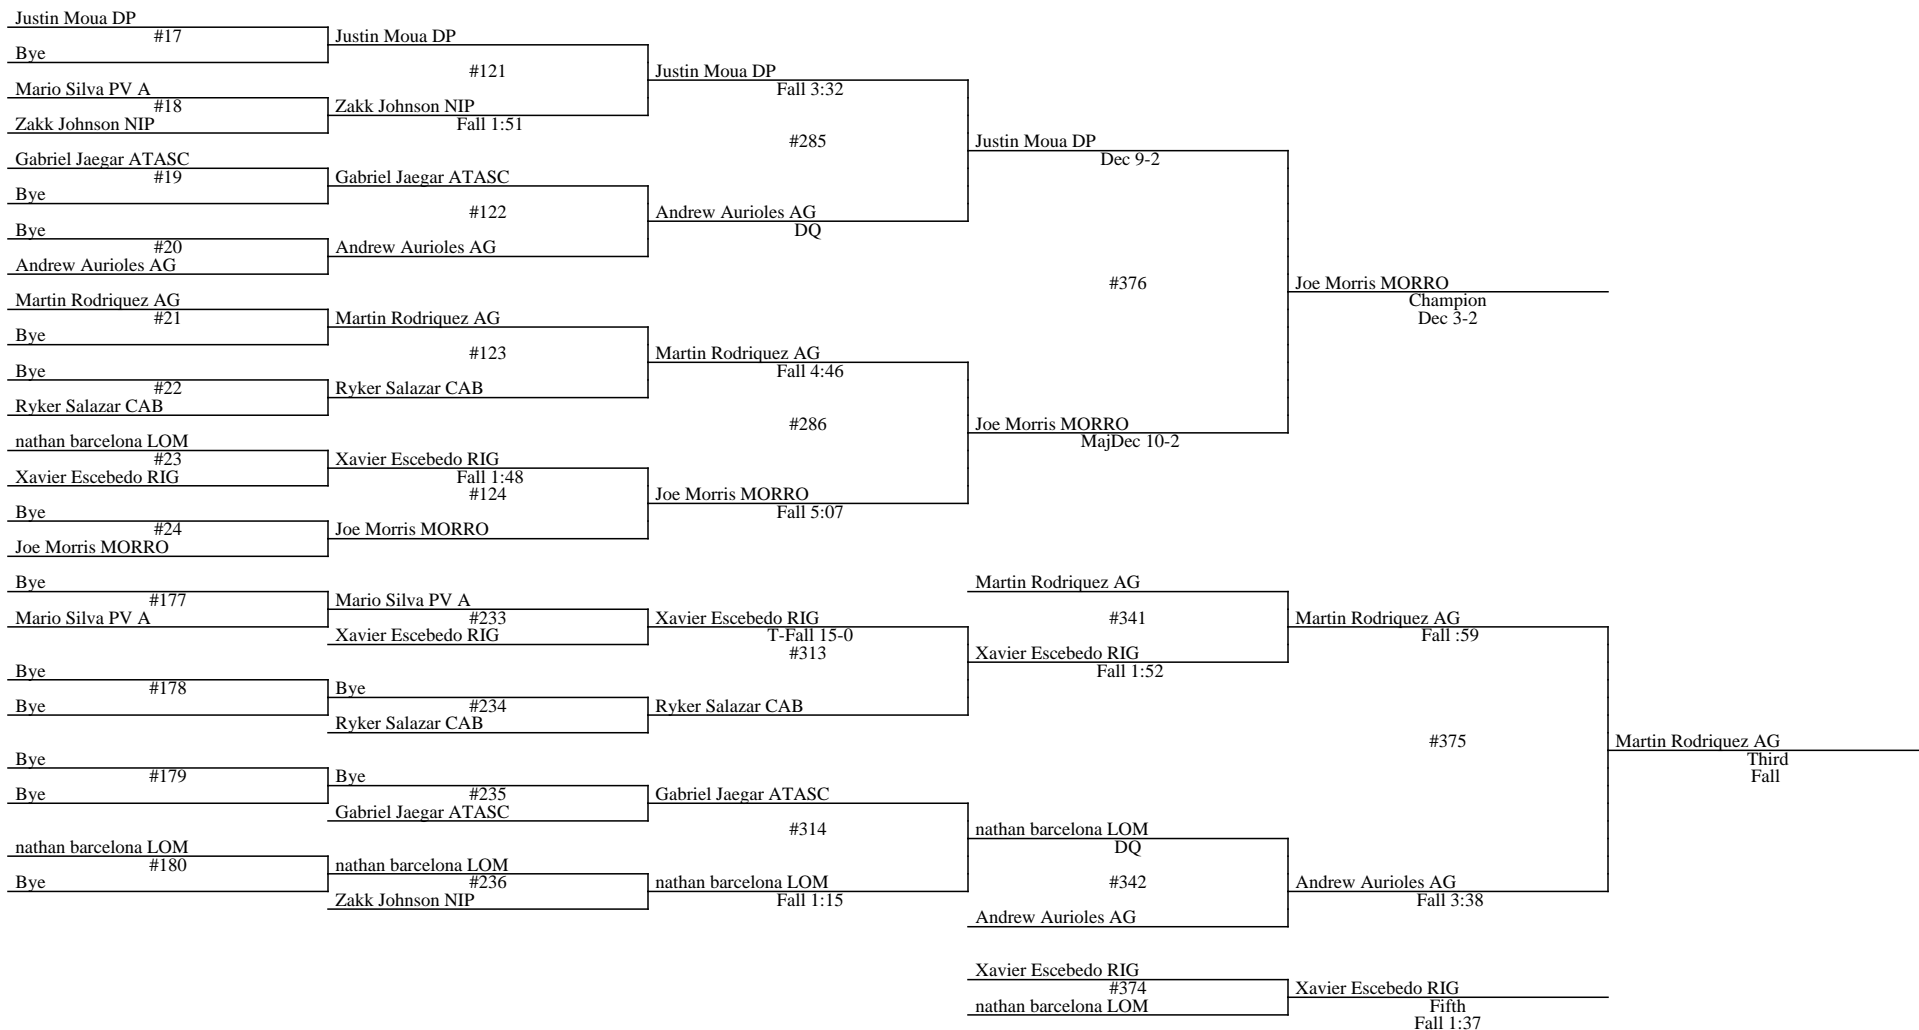 Justin Moua DP
#17
Bye
Justin Moua DP
#121
Mario Silva PV A
#18
Zakk Johnson NIP
Zakk Johnson NIP
Fall 1:51
Justin Moua DP
Fall 3:32
#285
Gabriel Jaegar ATASC
#19
Bye
Gabriel Jaegar ATASC
#122
Bye
#20
Andrew Aurioles AG
Andrew Aurioles AG
Andrew Aurioles AG
DQ
Justin Moua DP
Dec 9-2
#376
Martin Rodriquez AG
#21
Bye
Martin Rodriquez AG
#123
Bye
#22
Ryker Salazar CAB
Ryker Salazar CAB
Martin Rodriquez AG
Fall 4:46
#286
nathan barcelona LOM
#23
Xavier Escebedo RIG
Xavier Escebedo RIG
Fall 1:48
#124
Bye
#24
Joe Morris MORRO
Joe Morris MORRO
Joe Morris MORRO
Fall 5:07
Joe Morris MORRO
MajDec 10-2
Joe Morris MORRO
Champion
Dec 3-2
Bye
#177
Mario Silva PV A
Mario Silva PV A
#233
Xavier Escebedo RIG
Xavier Escebedo RIG
T-Fall 15-0
#313
Bye
#178
Bye
Bye
#234
Ryker Salazar CAB
Ryker Salazar CAB
Martin Rodriquez AG
#341
Xavier Escebedo RIG
Fall 1:52
Martin Rodriquez AG
Fall :59
#375
Bye
#179
Bye
Bye
#235
Gabriel Jaegar ATASC
Gabriel Jaegar ATASC
#314
nathan barcelona LOM
#180
Bye
nathan barcelona LOM
#236
Zakk Johnson NIP
nathan barcelona LOM
Fall 1:15
nathan barcelona LOM
DQ
#342
Andrew Aurioles AG
Andrew Aurioles AG
Fall 3:38
Martin Rodriquez AG
Third
Fall
Xavier Escebedo RIG
#374
nathan barcelona LOM
Xavier Escebedo RIG
Fifth
Fall 1:37